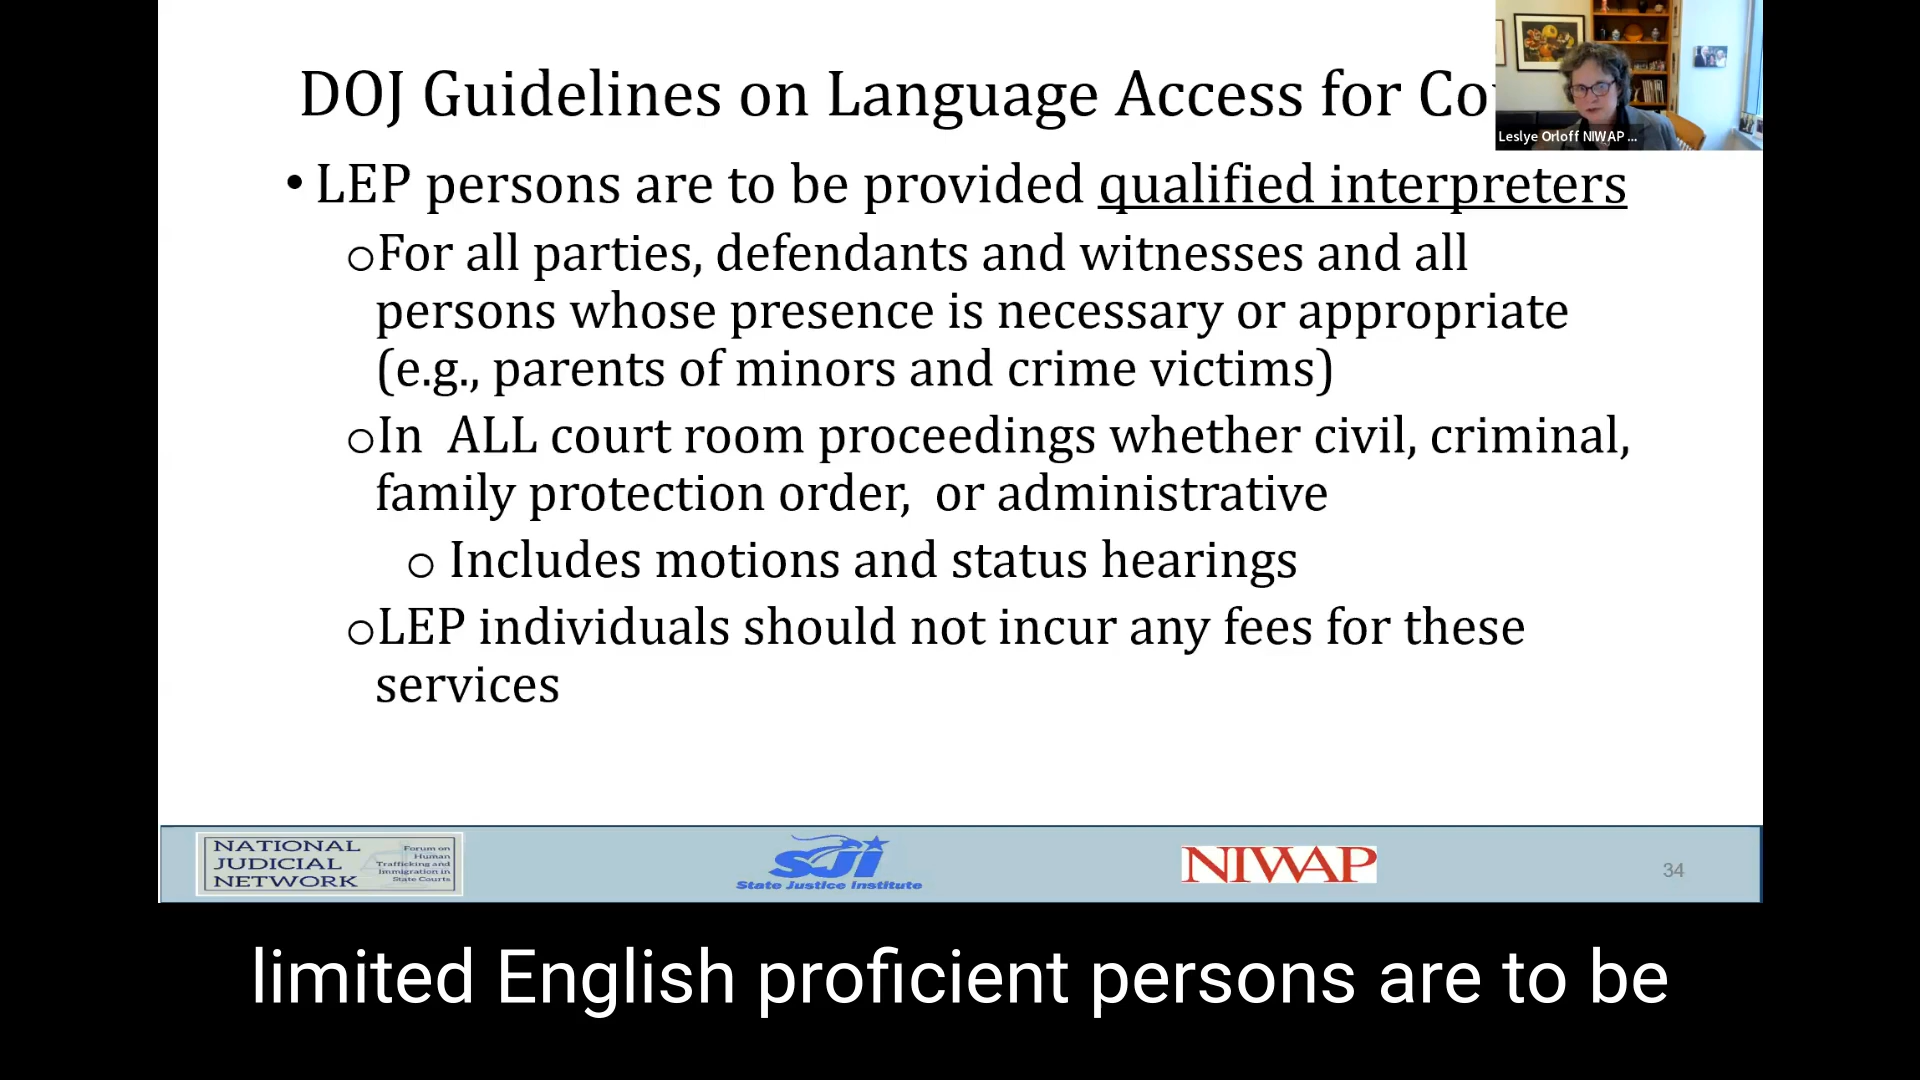 DOJ Guidelines on Language Access for Co
Leslye Orloff NIWAP ...
• LEP persons are to be provided qualified interpreters
oFor all parties, defendants and witnesses and all
persons whose presence is necessary or appropriate
(e.g., parents of minors and crime victims)
oIn ALL court room proceedings whether civil, criminal,
family protection order, or administrative
o Includes motions and status hearings
oLEP individuals should not incur any fees for these
services
NATIONAL
JUDICIAL
NETWORK
Forum on
Human
Trafficking and
Immigration in
State Courts
SJI
State Justice Institute
NIWAP
34
limited English proficient persons are to be